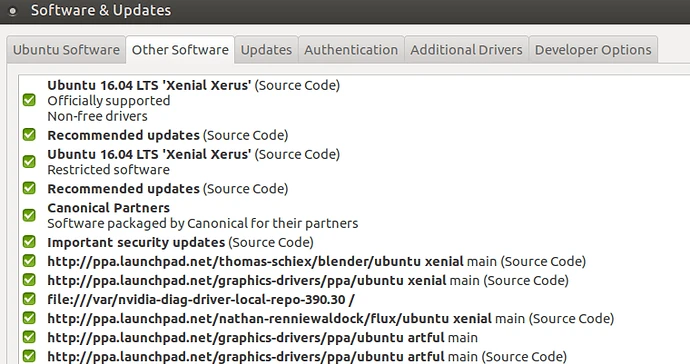 Software & Updates
Ubuntu Software Other Software Updates Authentication Additional Drivers Developer Options
Ubuntu 16.04 LTS 'Xenial Xerus' (Source Code)
Officially supported
Non-free drivers
Recommended updates (Source Code)
Ubuntu 16.04 LTS 'Xenial Xerus' (Source Code)
Restricted software
Recommended updates (Source Code)
Canonical Partners
Software packaged by Canonical for their partners
Important security updates (Source Code)
http://ppa.launchpad.net/thomas-schiex/blender/ubuntu xenial main (Source Code)
http://ppa.launchpad.net/graphics-drivers/ppa/ubuntu xenial main (Source Code)
file:///var/nvidia-diag-driver-local-repo-390.30 /
http://ppa.launchpad.net/nathan-renniewaldock/flux/ubuntu xenial main (Source Code)
http://ppa.launchpad.net/graphics-drivers/ppa/ubuntu artful main
http://ppa.launchpad.net/graphics-drivers/ppa/ubuntu artful main (Source Code)